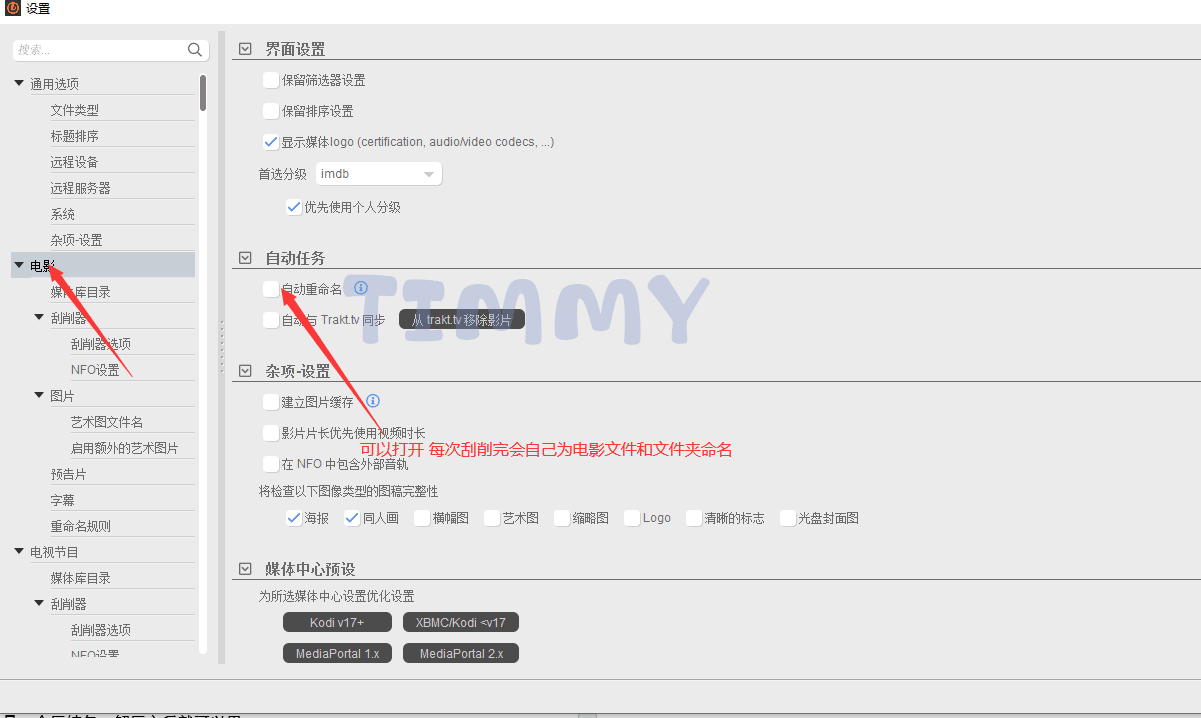 设置
搜索...
通用选项
文件类型
标题排序
远程设备
远程服务器
系统
杂项-设置
电影
媒体库目录
刮削器
刮削器选项
NFO设置
图片
艺术图文件名
启用额外的艺术图片
预告片
字幕
重命名规则
电视节目
媒体库目录
刮削器
刮削器选项
NFO设置
界面设置
保留筛选器设置
保留排序设置
显示媒体logo (certification, audio/video codecs, ...)
首选分级 imdb
优先使用个人分级
自动任务
自动重命名
自动与 Trakt.tv 同步 从 trakt.tv 移除影片
TIMMY
杂项-设置
建立图片缓存
影片片长优先使用视频时长
可以打开 每次刮削完会自己为电影文件和文件夹命名
在 NFO 中包含外部音轨
将检查以下图像类型的图稿完整性
海报 同人画 横幅图 艺术图 缩略图 Logo 清晰的标志 光盘封面图
媒体中心预设
为所选媒体中心设置优化设置
Kodi v17+ XBMC/Kodi <v17
MediaPortal 1.x MediaPortal 2.x